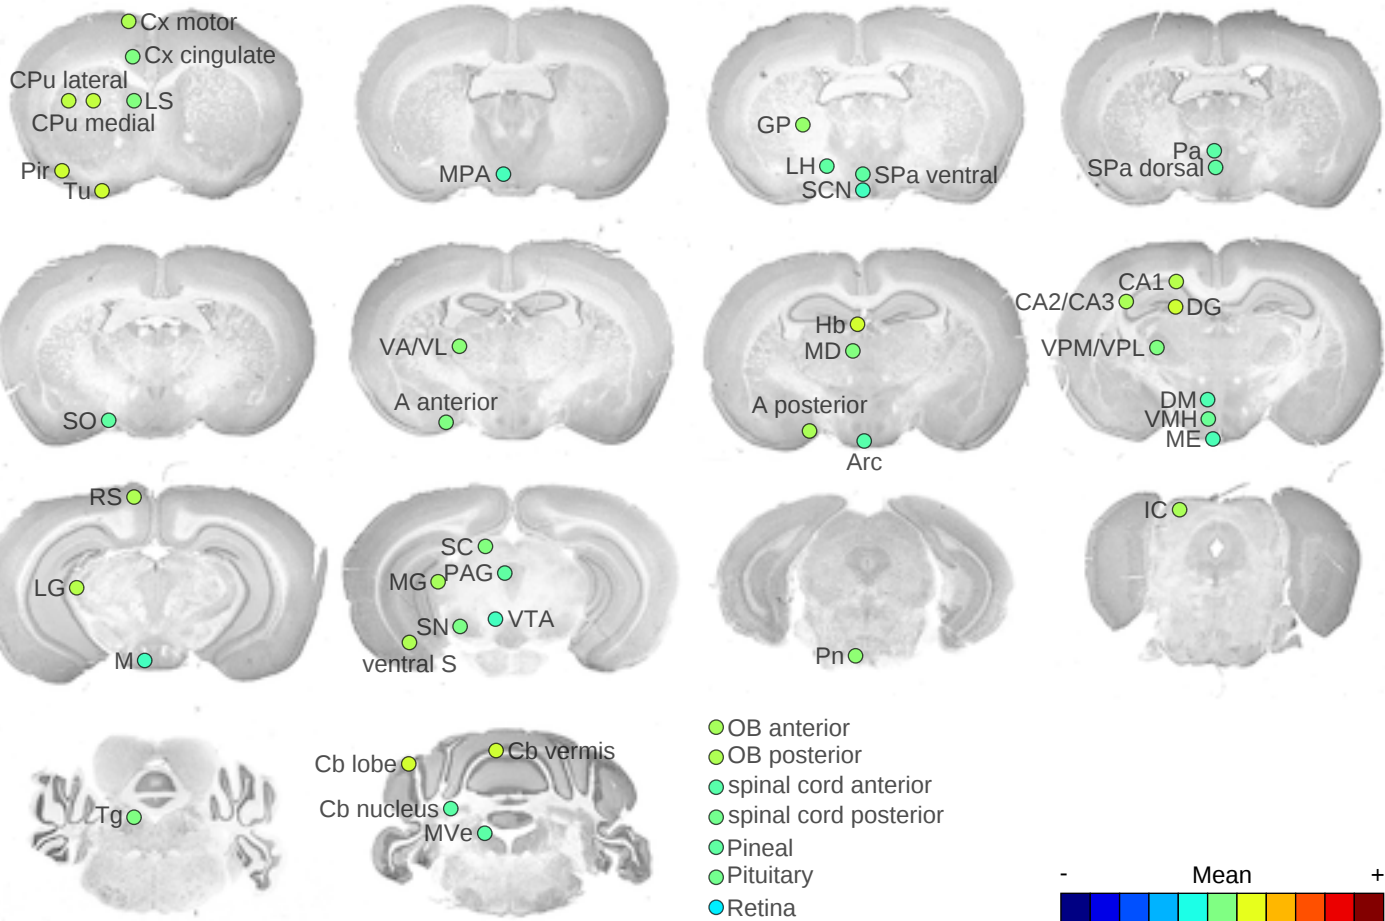 Cx motor
Cx cingulate
CPu lateral
LS
CPu medial
Pir
Tu
MPA
GP
LH
SPa ventral
SCN
Pa
SPa dorsal
SO
VA/VL
A anterior
Hb
MD
A posterior
Arc
CA1
CA2/CA3
DG
VPM/VPL
DM
VMH
ME
RS
LG
M
SC
MG
PAG
SN
VTA
ventral S
Pn
IC
Tg
Cb lobe
Cb vermis
Cb nucleus
MVe
OB anterior
OB posterior
spinal cord anterior
spinal cord posterior
Pineal
Pituitary
Retina
- Mean +